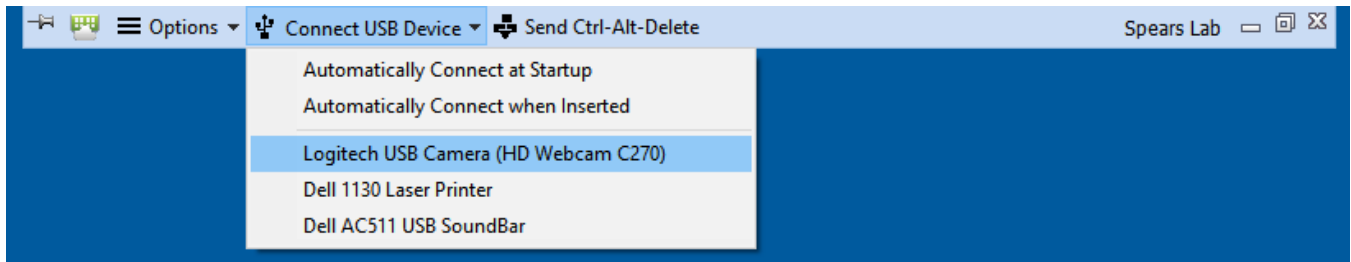 Options Connect USB Device Send Ctrl-Alt-Delete Spears Lab
Automatically Connect at Startup
Automatically Connect when Inserted
Logitech USB Camera (HD Webcam C270)
Dell 1130 Laser Printer
Dell AC511 USB SoundBar